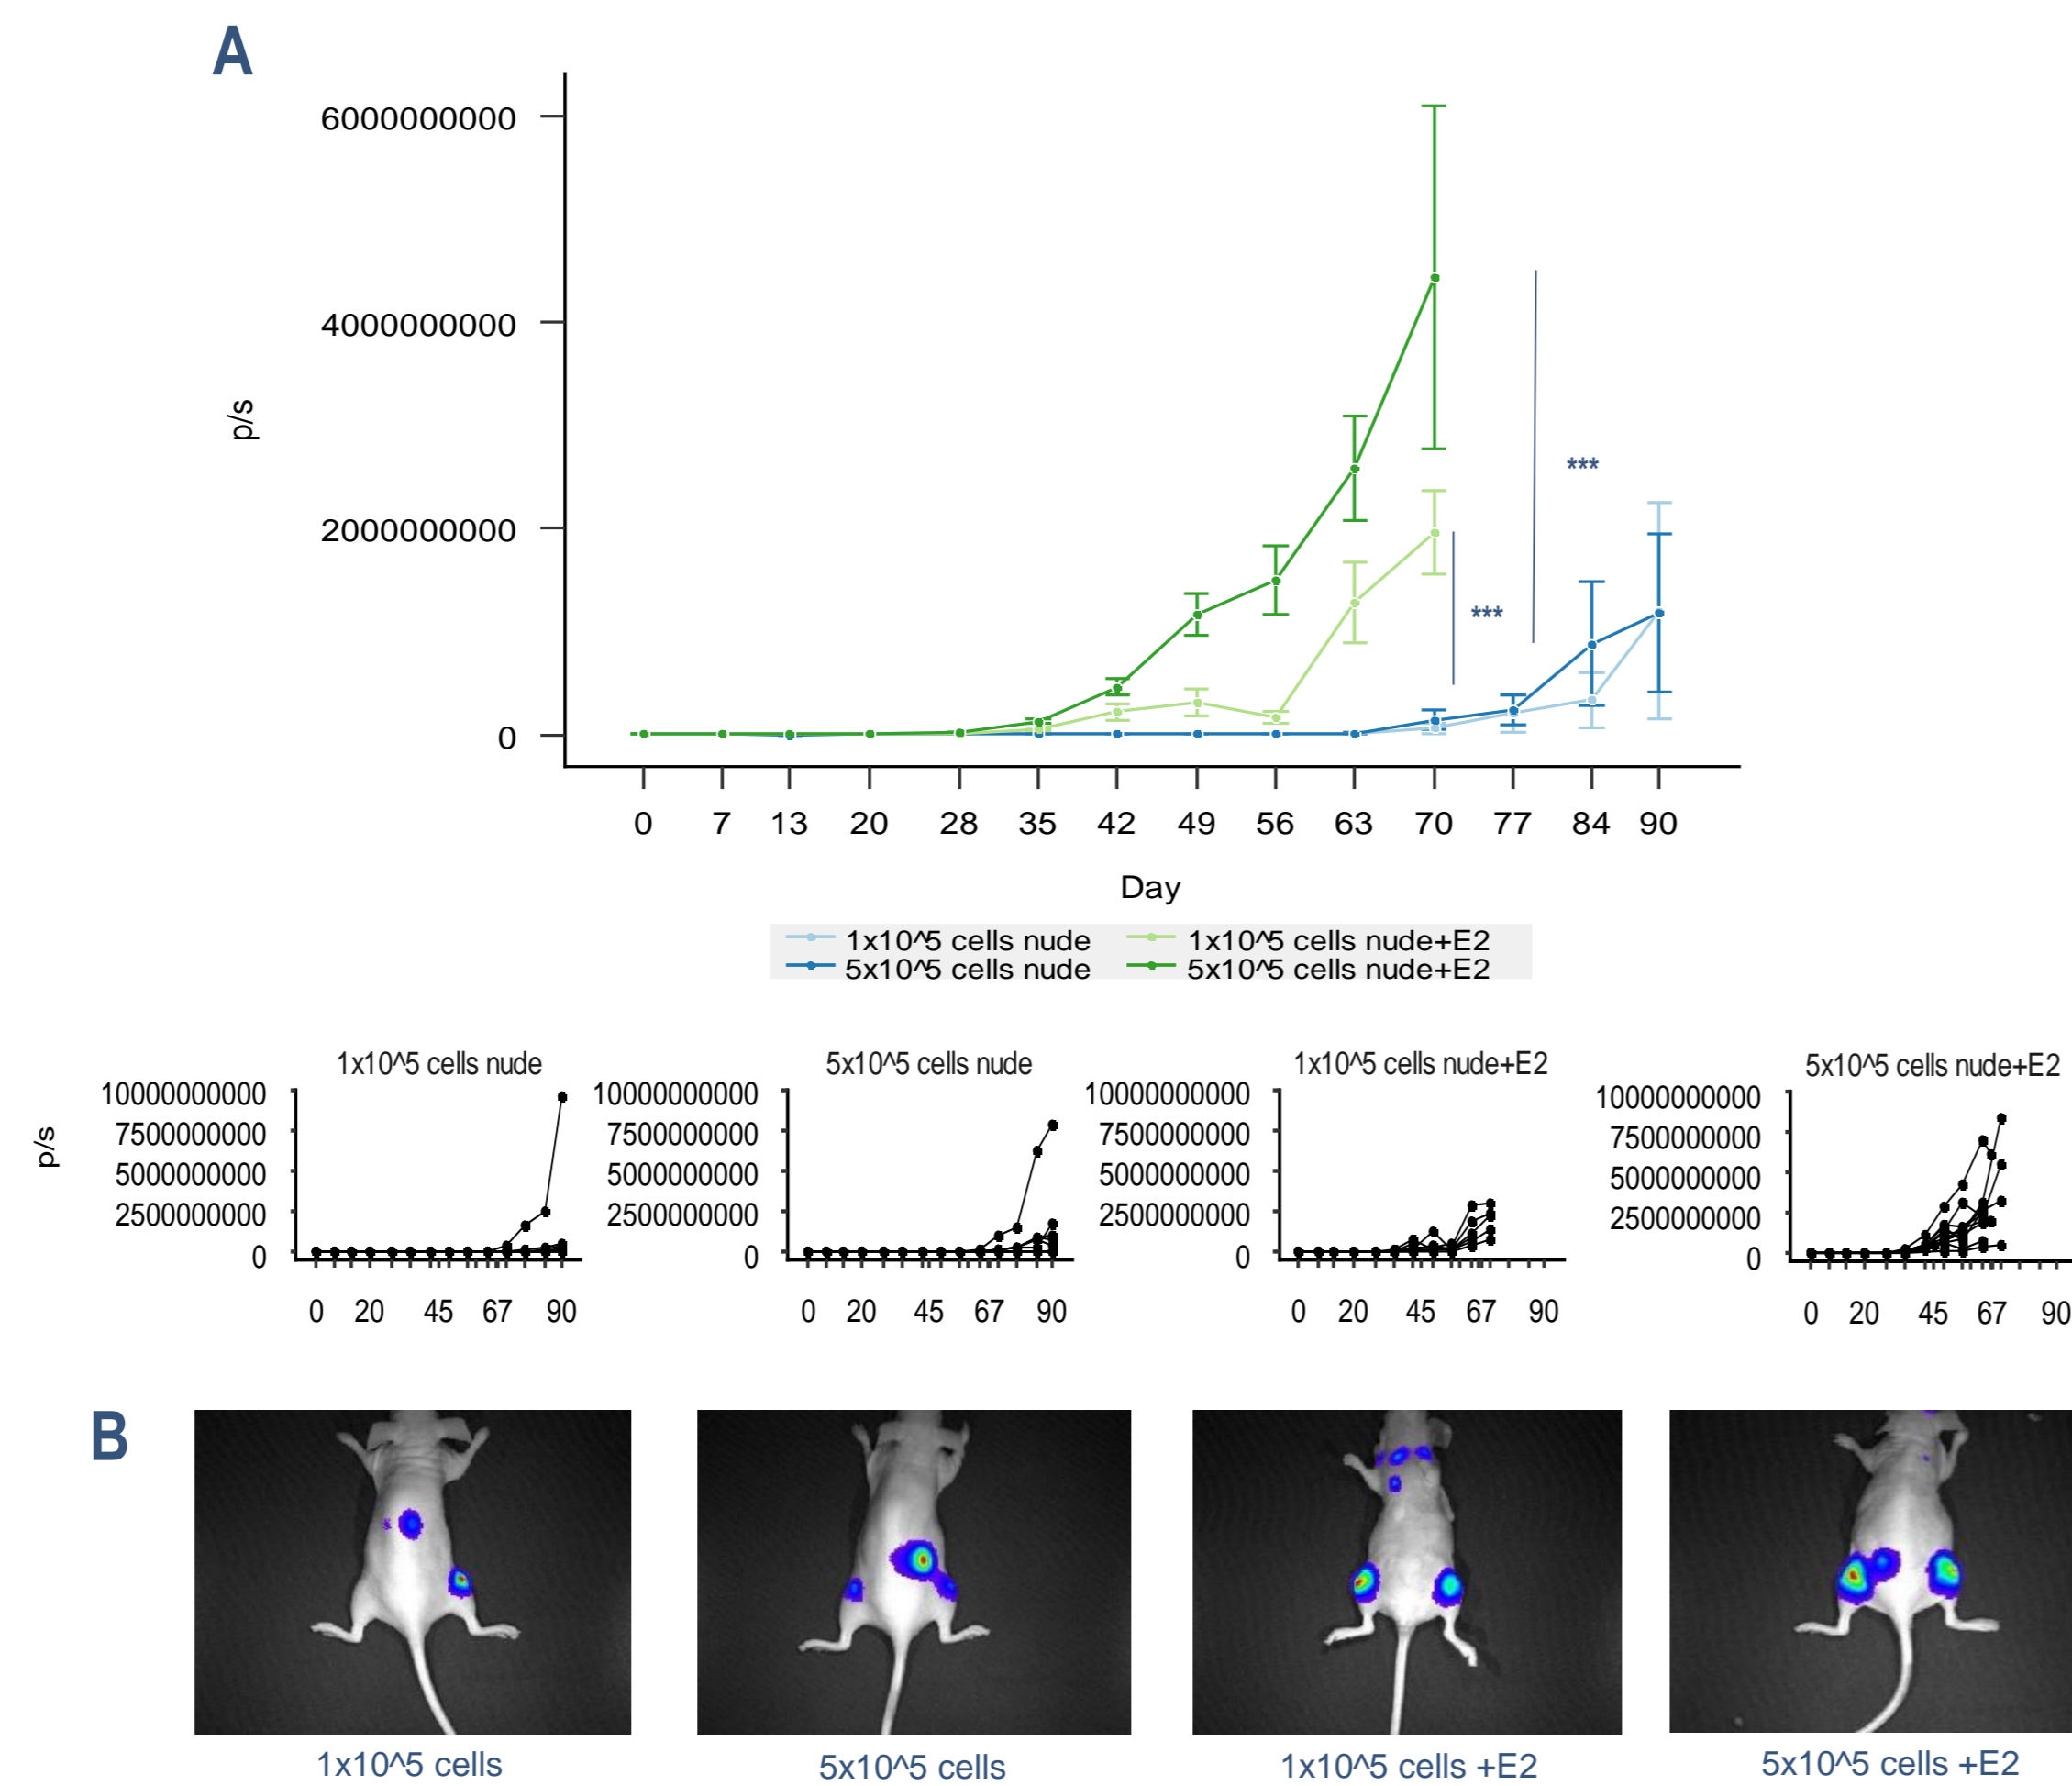 A
6000000000
4000000000
2000000000
0
p/s
***
***
0 7 13 20 28 35 42 49 56 63 70 77 84 90
Day
1x10^5 cells nude 1x10^5 cells nude+E2
5x10^5 cells nude 5x10^5 cells nude+E2
p/s
1x10^5 cells nude
10000000000
7500000000
5000000000
2500000000
0
0 20 45 67 90
5x10^5 cells nude
10000000000
7500000000
5000000000
2500000000
0
0 20 45 67 90
1x10^5 cells nude+E2
10000000000
7500000000
5000000000
2500000000
0
0 20 45 67 90
5x10^5 cells nude+E2
10000000000
7500000000
5000000000
2500000000
0
0 20 45 67 90
B
1x10^5 cells
5x10^5 cells
1x10^5 cells +E2
5x10^5 cells +E2